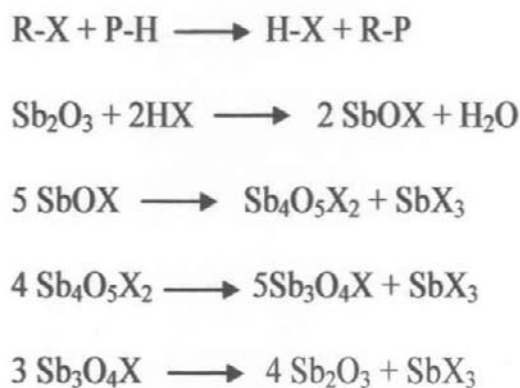 R-X + P-H ⟶ H-X + R-P
Sb₂O₃ + 2HX ⟶ 2 SbOX + H₂O
5 SbOX ⟶ Sb₄O₅X₂ + SbX₃
4 Sb₄O₅X₂ ⟶ 5Sb₃O₄X + SbX₃
3 Sb₃O₄X ⟶ 4 Sb₂O₃ + SbX₃